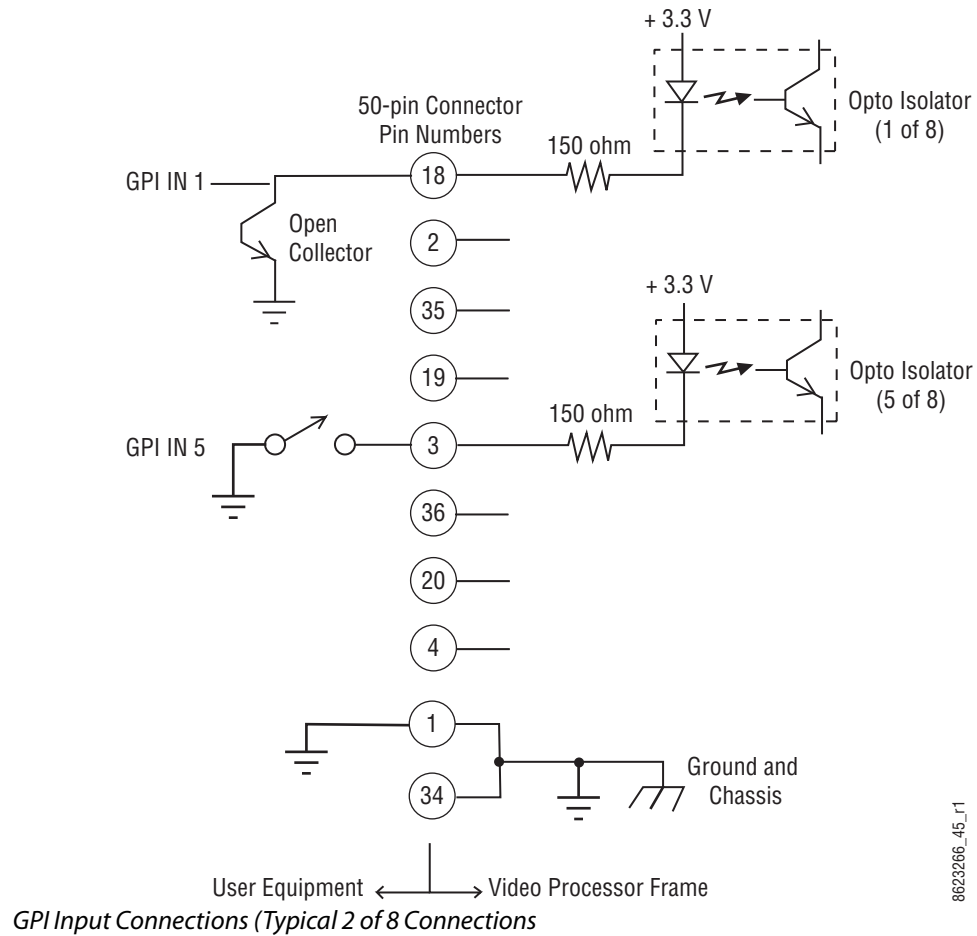 + 3.3 V
50-pin Connector
Pin Numbers
150 ohm
Opto Isolator
(1 of 8)
GPI IN 1
18
Open
Collector
2
35
+ 3.3 V
19
150 ohm
Opto Isolator
(5 of 8)
GPI IN 5
3
36
20
4
1
34
Ground and
Chassis
User Equipment
Video Processor Frame
8623266_45_r1
GPI Input Connections (Typical 2 of 8 Connections